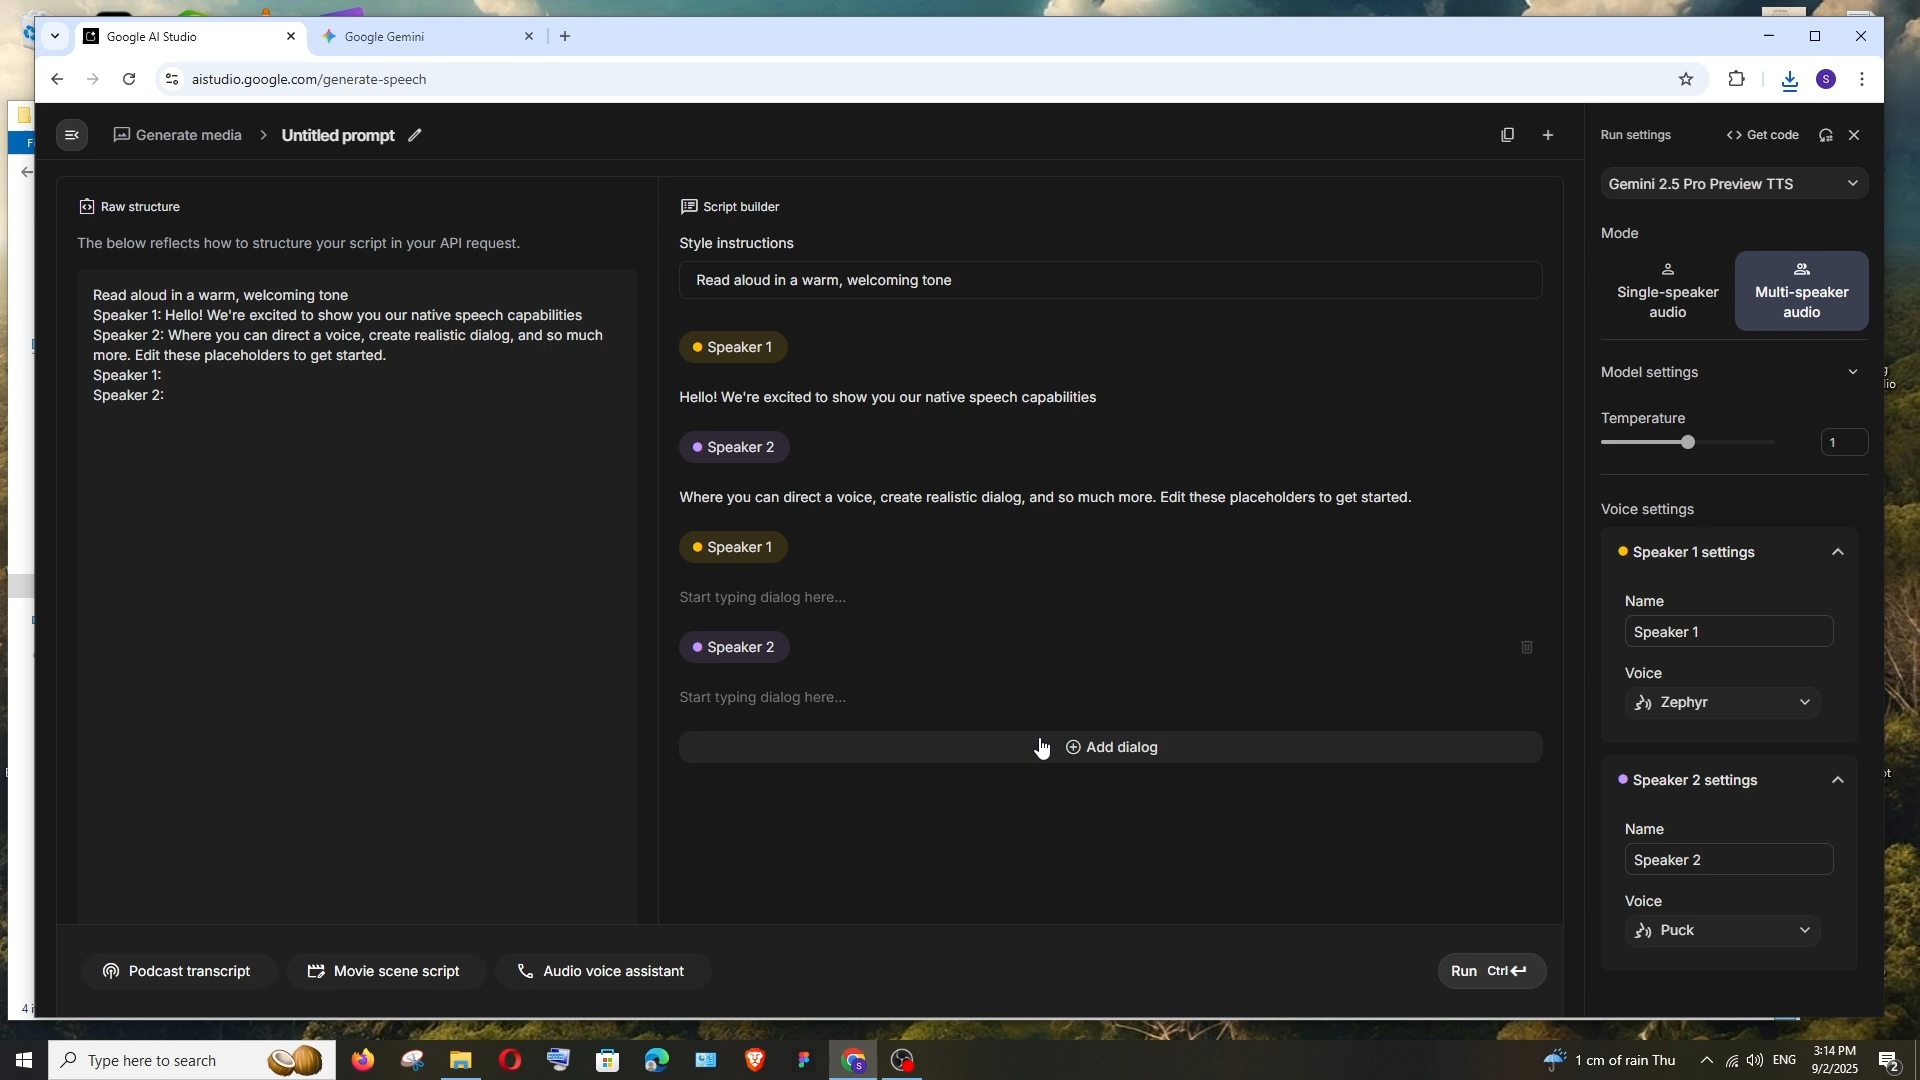 Google AI Studio
Google Gemini
aistudio.google.com/generate-speech
S
Generate media > Untitled prompt
Raw structure
The below reflects how to structure your script in your API request.
Read aloud in a warm, welcoming tone
Speaker 1: Hello! We're excited to show you our native speech capabilities
Speaker 2: Where you can direct a voice, create realistic dialog, and so much
more. Edit these placeholders to get started.
Speaker 1:
Speaker 2:
Script builder
Style instructions
Read aloud in a warm, welcoming tone
Speaker 1
Hello! We're excited to show you our native speech capabilities
Speaker 2
Where you can direct a voice, create realistic dialog, and so much more. Edit these placeholders to get started.
Speaker 1
Start typing dialog here...
Speaker 2
Start typing dialog here...
Add dialog
Podcast transcript
Movie scene script
Audio voice assistant
Run Ctrl
Run settings
<> Get code
Gemini 2.5 Pro Preview TTS
Mode
Single-speaker
audio
Multi-speaker
audio
Model settings
Temperature
1
Voice settings
Speaker 1 settings
Name
Speaker 1
Voice
Zephyr
Speaker 2 settings
Name
Speaker 2
Voice
Puck
Type here to search
1 cm of rain Thu
ENG
3:14 PM
9/2/2025
2